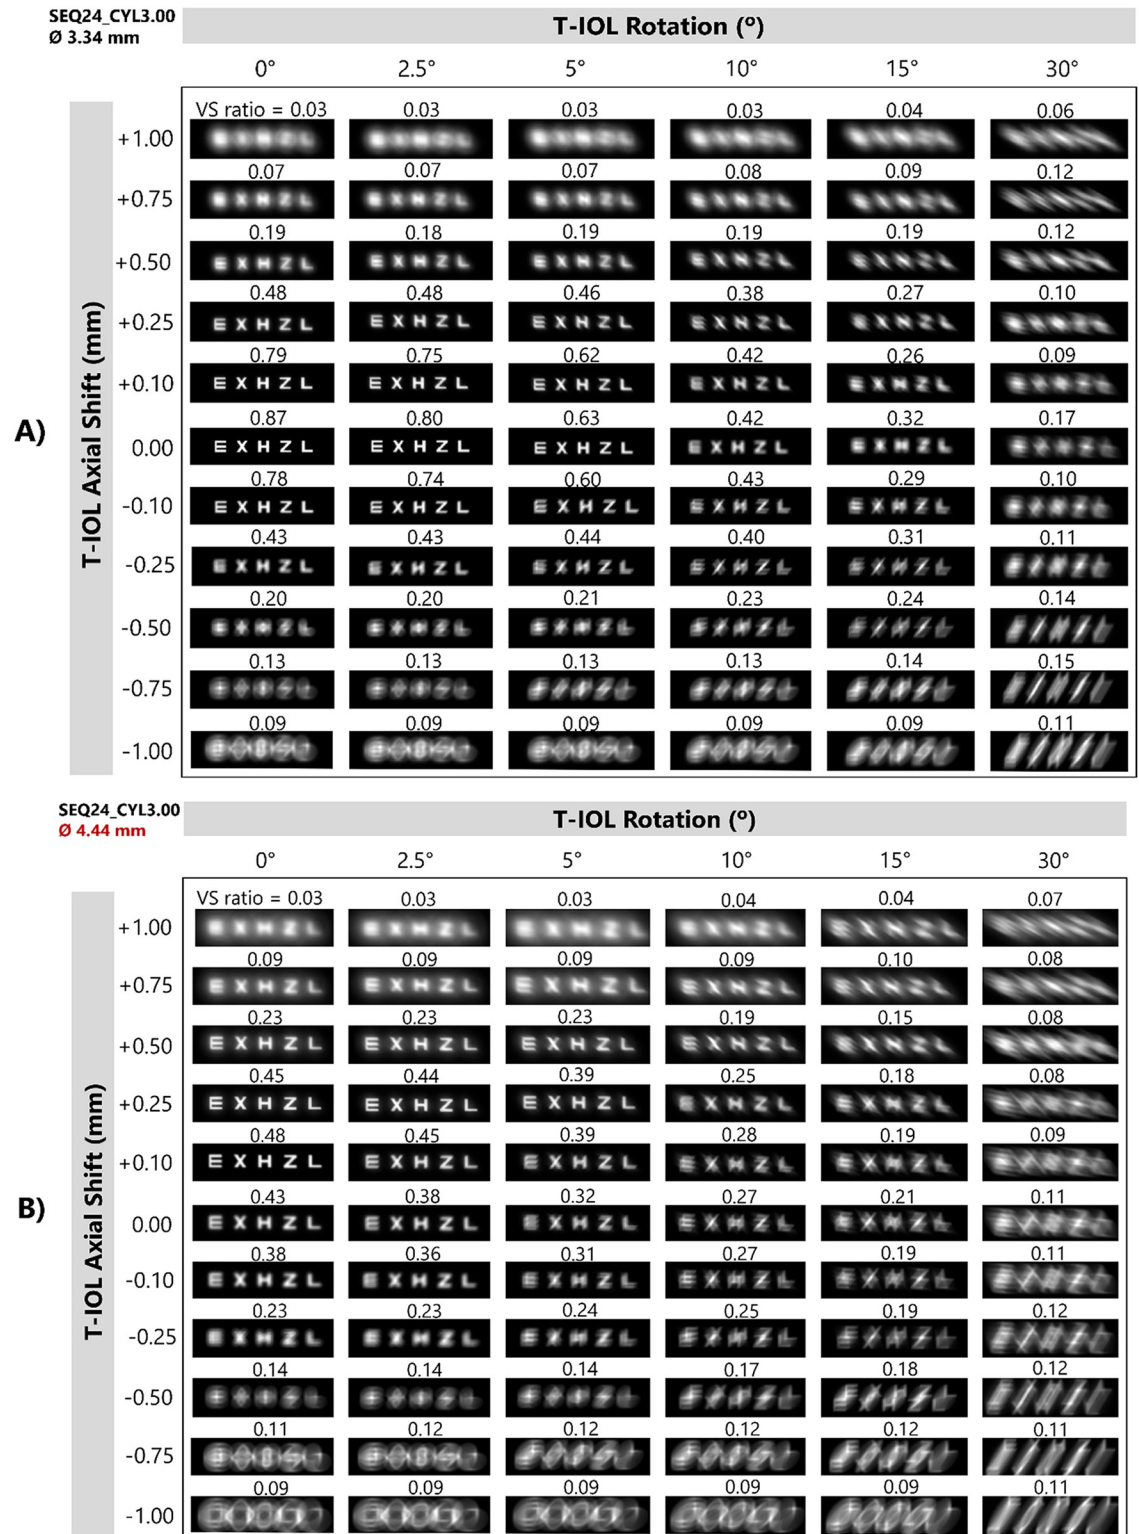 SEQ24_CYL3.00
Ø 3.34 mm
T-IOL Rotation (º)
0° 2.5° 5° 10° 15° 30°
A)
T-IOL Axial Shift (mm)
VS ratio = 0.03 0.03 0.03 0.03 0.04 0.06
+1.00
0.07 0.07 0.07 0.08 0.09 0.12
+0.75
0.19 0.18 0.19 0.19 0.19 0.12
+0.50 E X H Z L E X H Z L E X H Z L E X H Z L
0.48 0.48 0.46 0.38 0.27 0.10
+0.25 E X H Z L E X H Z L E X H Z L E X H Z L E X H Z L
0.79 0.75 0.62 0.42 0.26 0.09
+0.10 E X H Z L E X H Z L E X H Z L E X H Z L E X H Z L
0.87 0.80 0.63 0.42 0.32 0.17
0.00 E X H Z L E X H Z L E X H Z L E X H Z L E X H Z L
0.78 0.74 0.60 0.43 0.29 0.10
-0.10 E X H Z L E X H Z L E X H Z L E X H Z L E X H Z L
0.43 0.43 0.44 0.40 0.31 0.11
-0.25 E X H Z L E X H Z L E X H Z L E X H Z L E X H Z L
0.20 0.20 0.21 0.23 0.24 0.14
-0.50
0.13 0.13 0.13 0.13 0.14 0.15
-0.75
0.09 0.09 0.09 0.09 0.09 0.11
-1.00
SEQ24_CYL3.00
Ø 4.44 mm
T-IOL Rotation (º)
0° 2.5° 5° 10° 15° 30°
B)
T-IOL Axial Shift (mm)
VS ratio = 0.03 0.03 0.03 0.04 0.04 0.07
+1.00
0.09 0.09 0.09 0.09 0.10 0.08
+0.75 E X H Z L E X H Z L E X H Z L E X H Z L
0.23 0.23 0.23 0.19 0.15 0.08
+0.50 E X H Z L E X H Z L E X H Z L E X H Z L
0.45 0.44 0.39 0.25 0.18 0.08
+0.25 E X H Z L E X H Z L E X H Z L E X H Z L E X H Z L
0.48 0.45 0.39 0.28 0.19 0.09
+0.10 E X H Z L E X H Z L E X H Z L E X H Z L E X H Z L
0.43 0.38 0.32 0.27 0.21 0.11
0.00 E X H Z L E X H Z L E X H Z L E X H Z L E X H Z L
0.38 0.36 0.31 0.27 0.19 0.11
-0.10 E X H Z L E X H Z L E X H Z L E X H Z L E X H Z L
0.23 0.23 0.24 0.25 0.19 0.12
-0.25 E X H Z L E X H Z L E X H Z L E X H Z L E X H Z L
0.14 0.14 0.14 0.17 0.18 0.12
-0.50
0.11 0.12 0.12 0.12 0.12 0.11
-0.75
0.09 0.09 0.09 0.09 0.09 0.11
-1.00